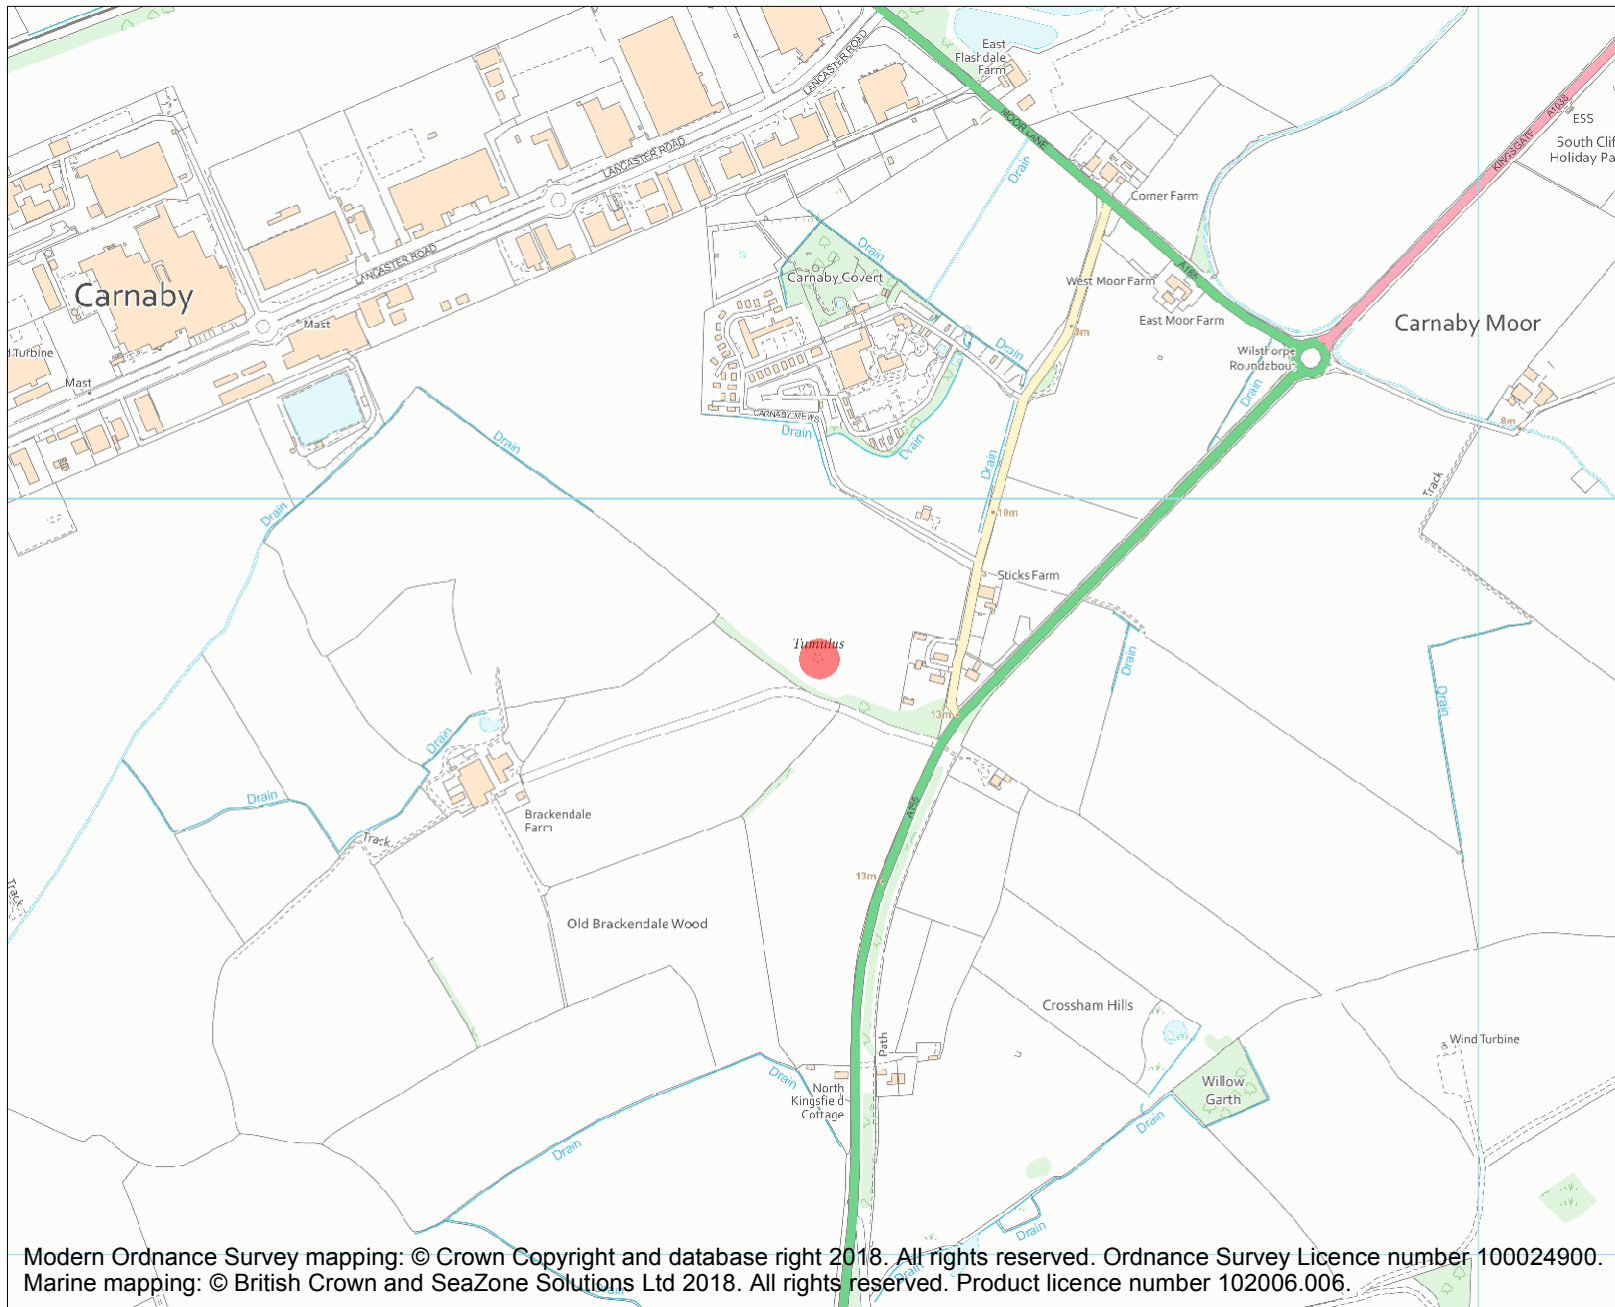 East
Flashdale
Farm
LANCASTER ROAD
MOOR LANE
KINGSGATE
A1038
ESS
South Clif
Holiday Pa
LANCASTER ROAD
Drain
Corner Farm
Drain
LANCASTER ROAD
A165
Carnaby Covert
West Moor Farm
Carnaby
East Moor Farm
Mast
Carnaby Moor
9m
d Turbine
Drain
Wilsthorpe
Roundabout
Mast
Drain
CARNABY MEWS
8m
Drain
Drain
Drain
Drain
Track
Drain
10m
Sticks Farm
Tumulus
Drain
Drain
13m
Drain
Drain
A165
Brackendale
Farm
Track
13m
Track
Old Brackendale Wood
Crossham Hills
Path
Wind Turbine
Drain
North
Kingsfield
Cottage
Willow
Garth
Drain
Drain
Drain
Drain
Drain
Modern Ordnance Survey mapping: © Crown Copyright and database right 2018. All rights reserved. Ordnance Survey Licence number 100024900.
Marine mapping: © British Crown and SeaZone Solutions Ltd 2018. All rights reserved. Product licence number 102006.006.